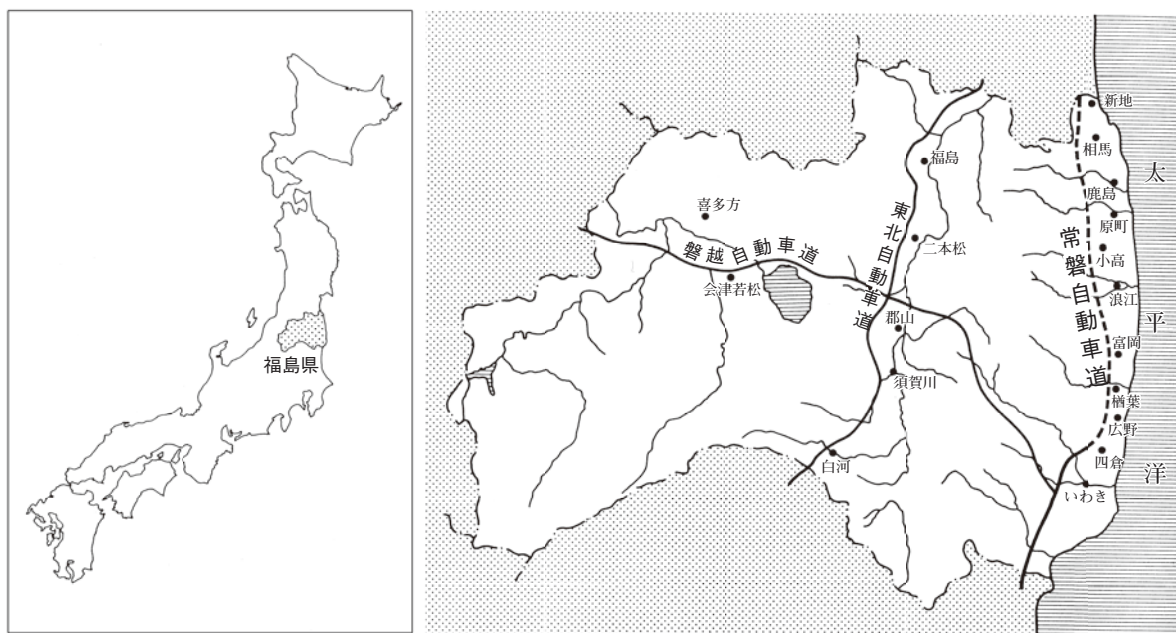 福島県
新地
相馬
福島
鹿島
喜多方
原町
東北自動車道
二本松
磐越自動車道
小高
常磐自動車道
会津若松
浪江
郡山
富岡
須賀川
楢葉
広野
四倉
白河
いわき
太平洋